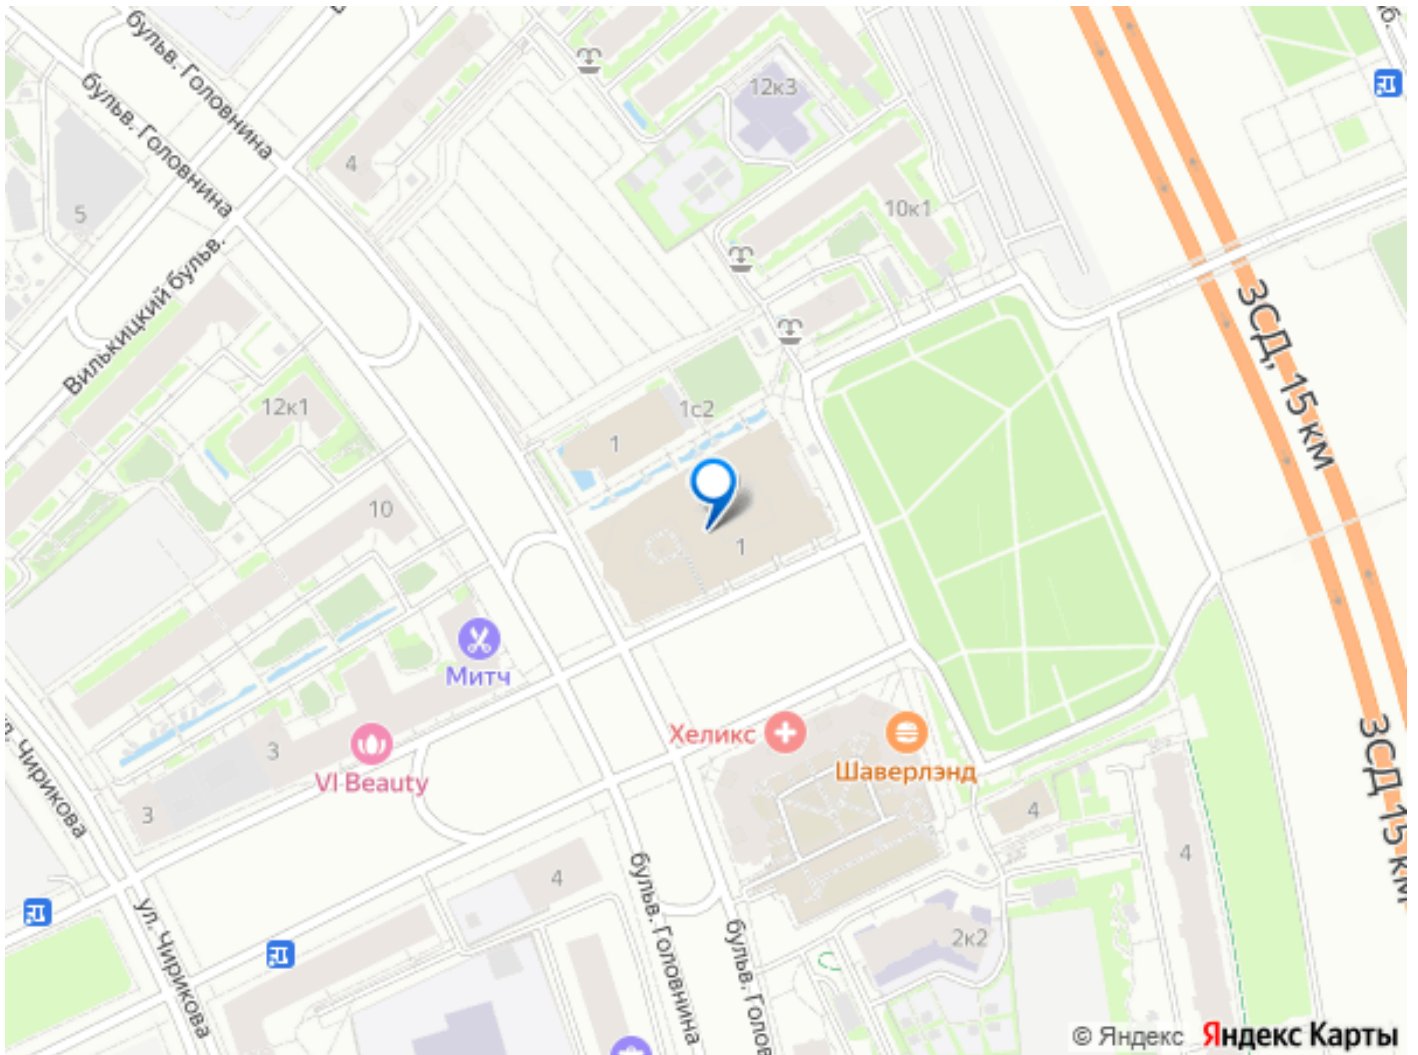 бульв. Головнина
бульв. Головнина
12к3
4
5
10к1
Вилькицкий бульв.
ЗСД, 15 км
12к1
1с2
1
10
1
Митч
Хеликс
Шаверлэнд
3
VI Beauty
3
ул. Чирикова
4
4
4
ЗСД 15 км
бульв. Головнина
бульв. Голов
2к2
© Яндекс Яндекс Карты